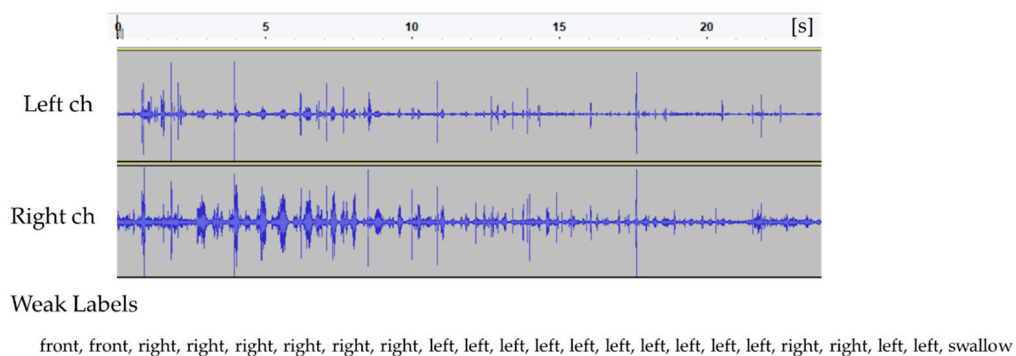 0 5 10 15 20 [s]
Left ch
Right ch
Weak Labels
front, front, right, right, right, right, right, right, left, left, left, left, left, left, left, left, left, left, right, right, left, left, swallow